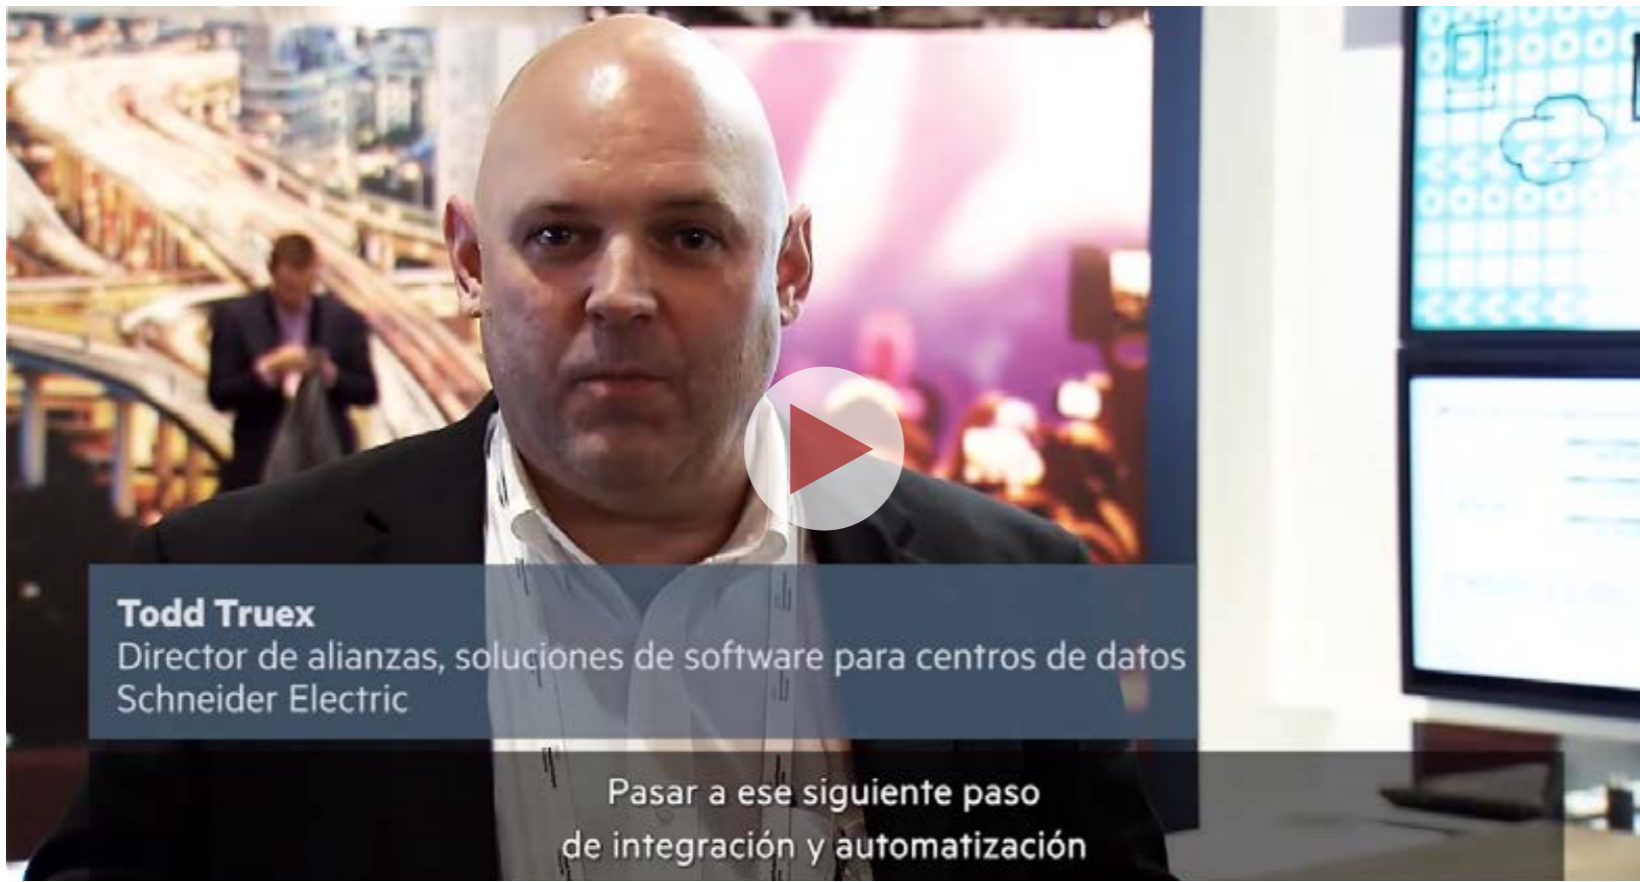 Todd Truex
Director de alianzas, soluciones de software para centros de datos
Schneider Electric
Pasar a ese siguiente paso
de integración y automatización